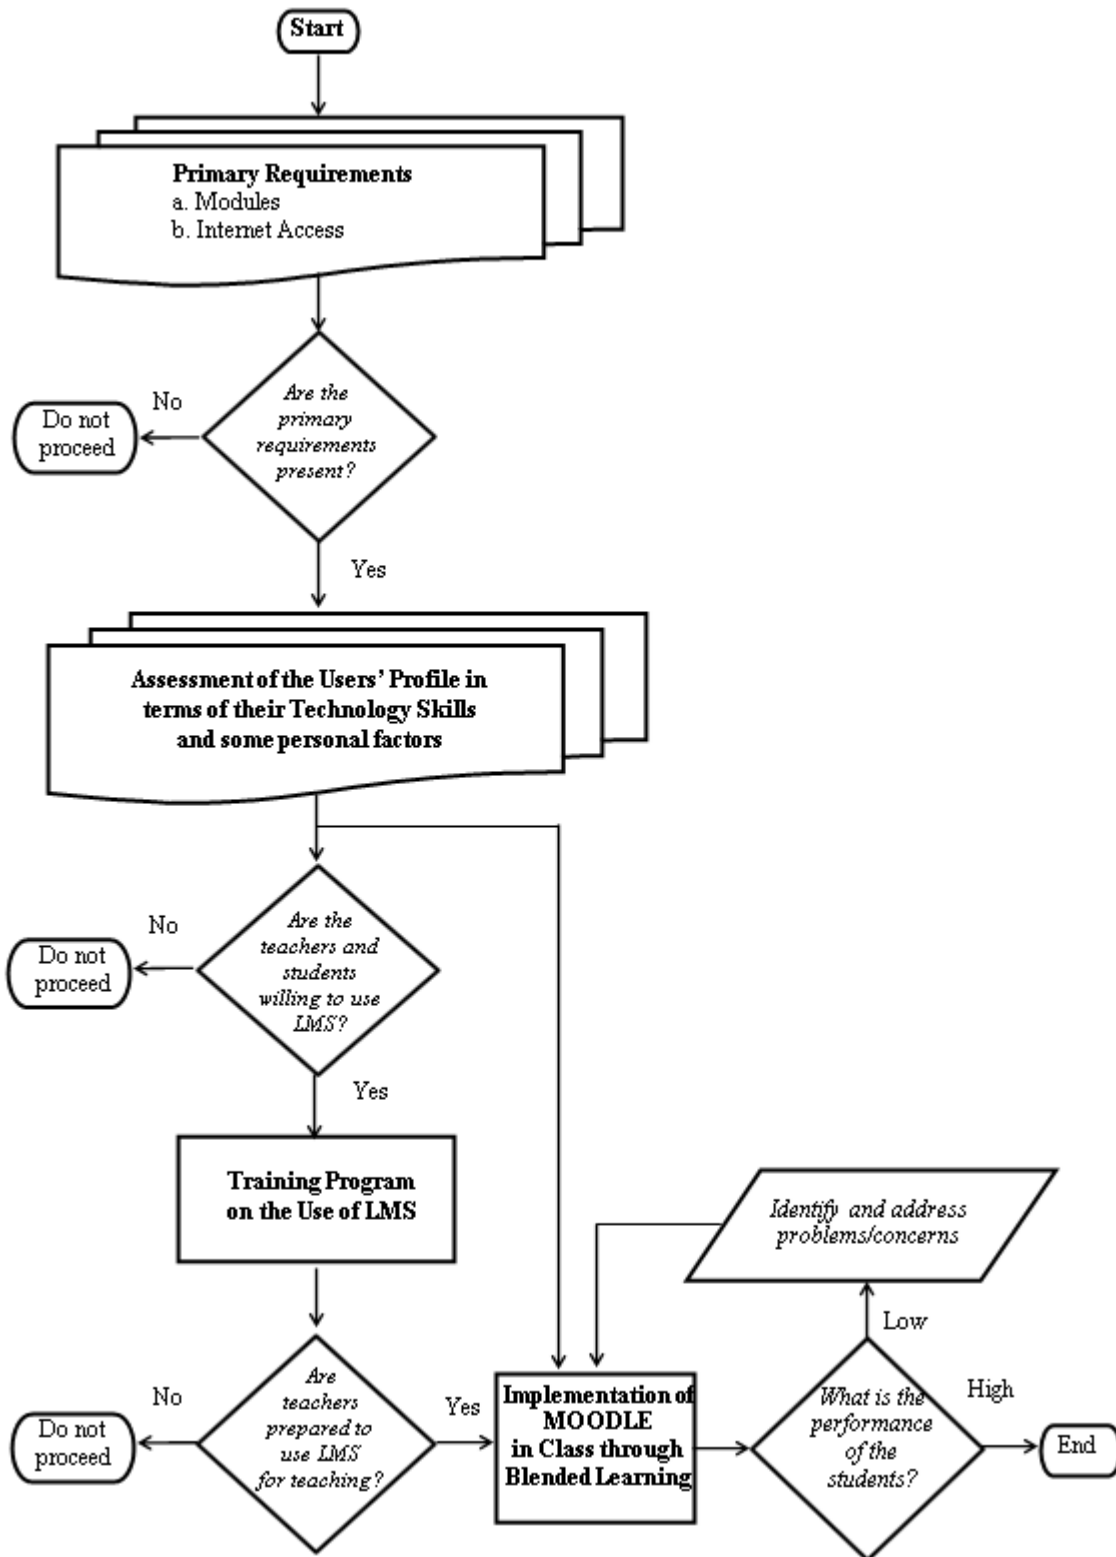 Start
Primary Requirements
a. Modules
b. Internet Access
Are the
primary
requirements
present?
No
Do not
proceed
Yes
Assessment of the Users’ Profile in
terms of their Technology Skills
and some personal factors
Are the
teachers and
students
willing to use
LMS?
No
Do not
proceed
Yes
Training Program
on the Use of LMS
Are
teachers
prepared to
use LMS
for teaching?
No
Do not
proceed
Yes
Implementation of
MOODLE
in Class through
Blended Learning
What is the
performance
of the
students?
Low
Identify and address
problems/concerns
High
End